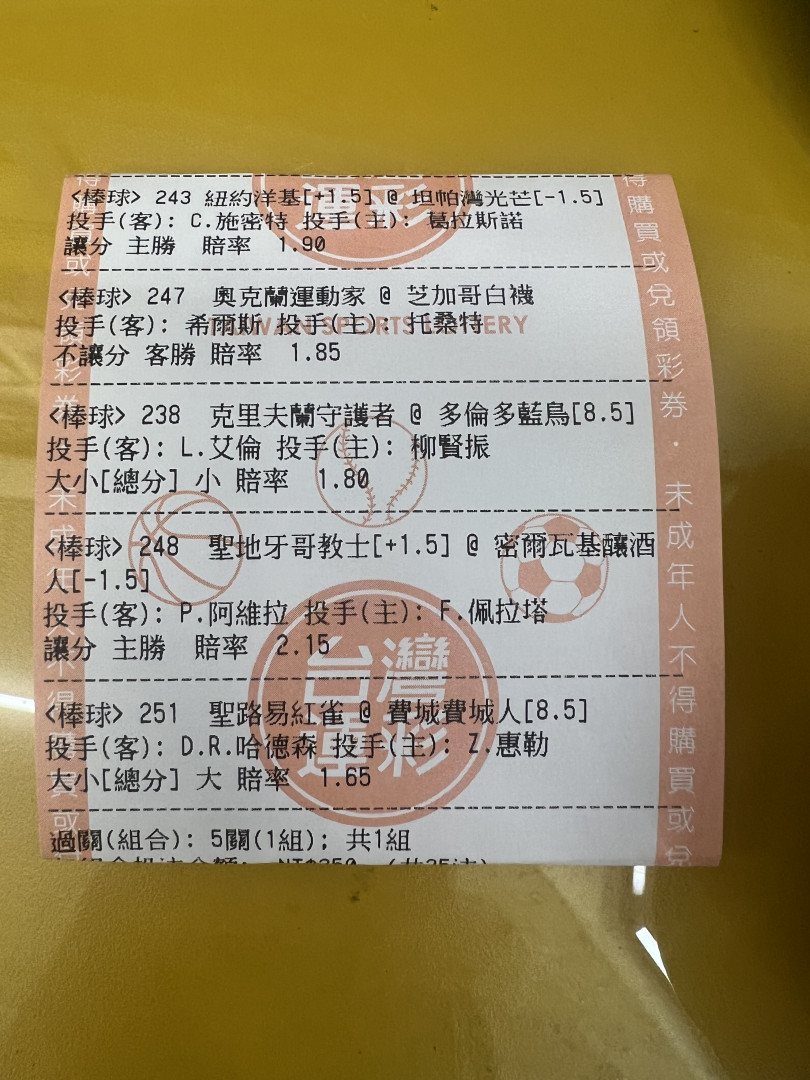 <棒球> 243 紐約洋基[+1.5] @ 坦帕灣光芒[-1.5]
投手(客): C.施密特 投手(主): 葛拉斯諾
讓分 主勝 賠率 1.90
<棒球> 247 奧克蘭運動家 @ 芝加哥白襪
投手(客): 希爾斯 投手(主): 托桑特
不讓分 客勝 賠率 1.85
<棒球> 238 克里夫蘭守護者 @ 多倫多藍鳥[8.5]
投手(客): L.艾倫 投手(主): 柳賢振
大小[總分] 小 賠率 1.80
<棒球> 248 聖地牙哥教士[+1.5] @ 密爾瓦基釀酒
人[-1.5]
投手(客): P.阿維拉 投手(主): F.佩拉塔
讓分 主勝 賠率 2.15
<棒球> 251 聖路易紅雀 @ 費城費城人[8.5]
投手(客): D.R.哈德森 投手(主): Z.惠勒
大小[總分] 大 賠率 1.65
過關(組合): 5關(1組); 共1組
運彩
TAIWAN SPORTS LOTTERY
台灣
運彩
得購買或兌領彩券・未成年人不得購買或兌